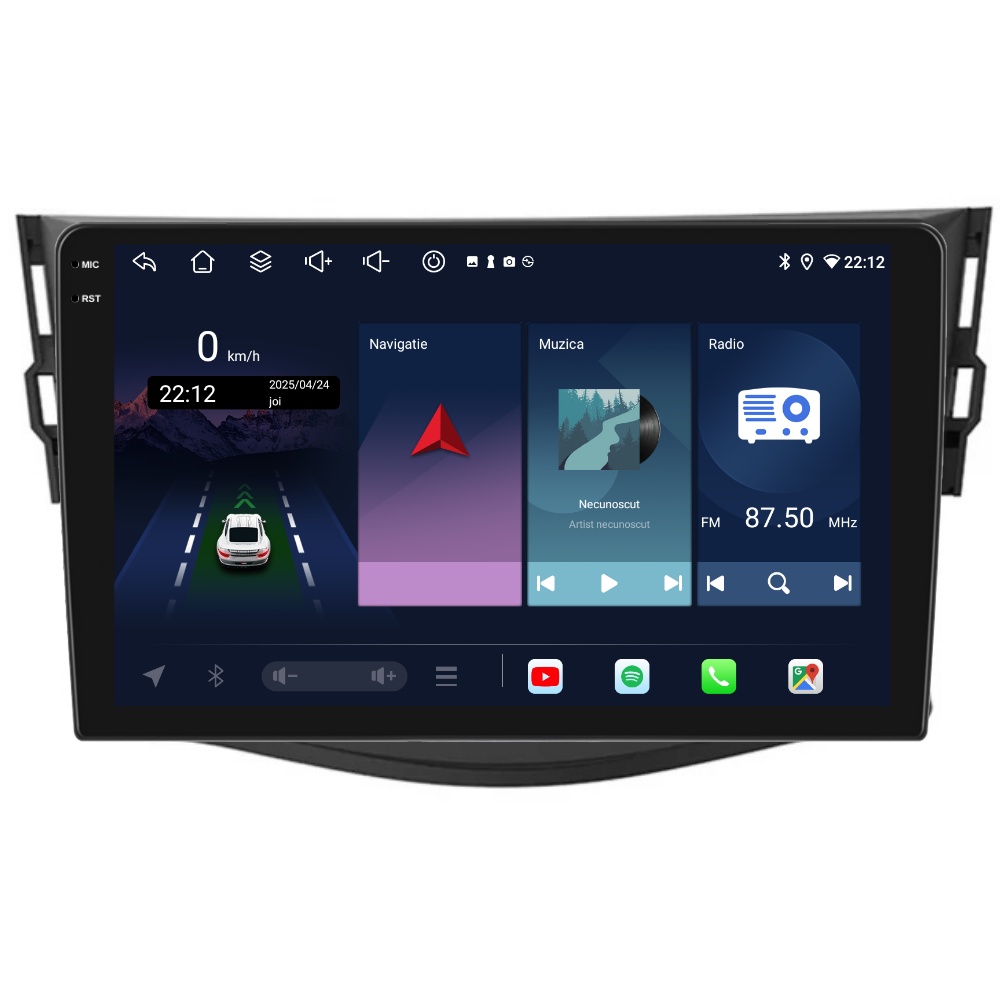 MIC
RST
22:12
0 km/h
22:12
2025/04/24
joi
Navigatie
Muzica
Necunoscut
Artist necunoscut
Radio
FM 87.50 MHz
G